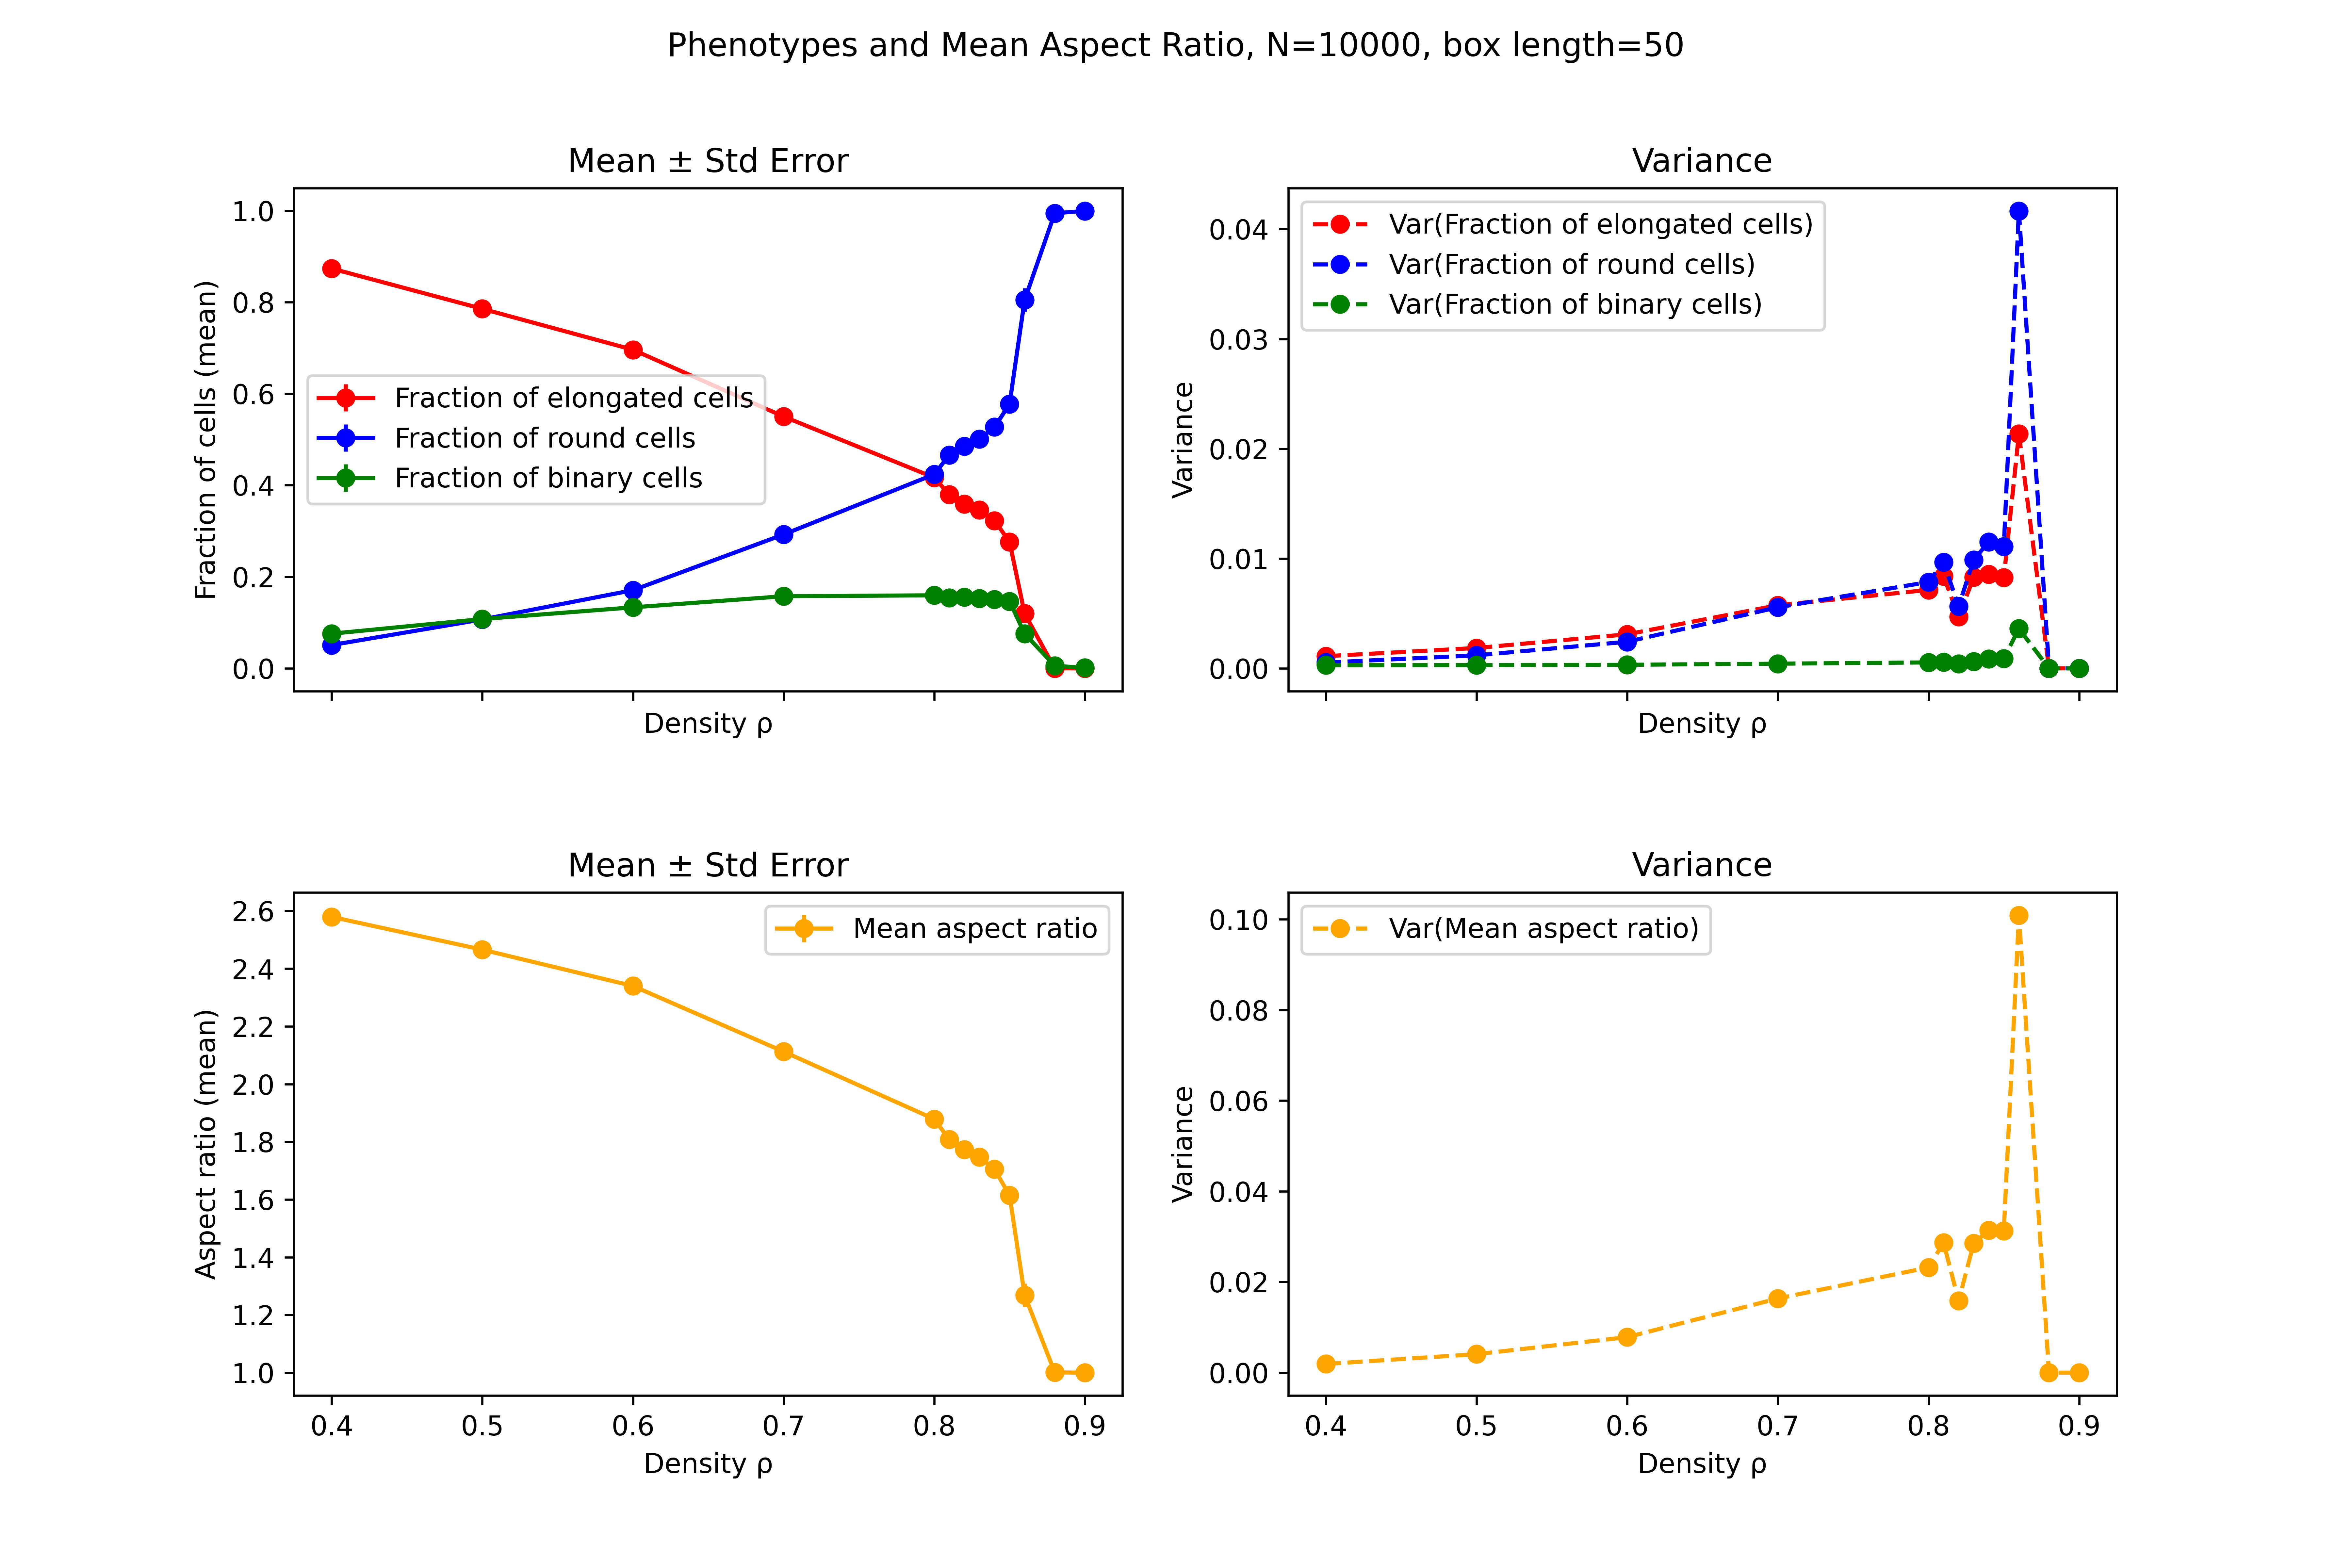 Phenotypes and Mean Aspect Ratio, N=10000, box length=50
Mean ± Std Error
1.0
0.8
0.6
0.4
0.2
0.0
Fraction of cells (mean)
Fraction of elongated cells
Fraction of round cells
Fraction of binary cells
Density ρ
Variance
0.04
0.03
0.02
0.01
0.00
Variance
Var(Fraction of elongated cells)
Var(Fraction of round cells)
Var(Fraction of binary cells)
Density ρ
Mean ± Std Error
2.6
2.4
2.2
2.0
1.8
1.6
1.4
1.2
1.0
Aspect ratio (mean)
Mean aspect ratio
0.4 0.5 0.6 0.7 0.8 0.9
Density ρ
Variance
0.10
0.08
0.06
0.04
0.02
0.00
Variance
Var(Mean aspect ratio)
0.4 0.5 0.6 0.7 0.8 0.9
Density ρ